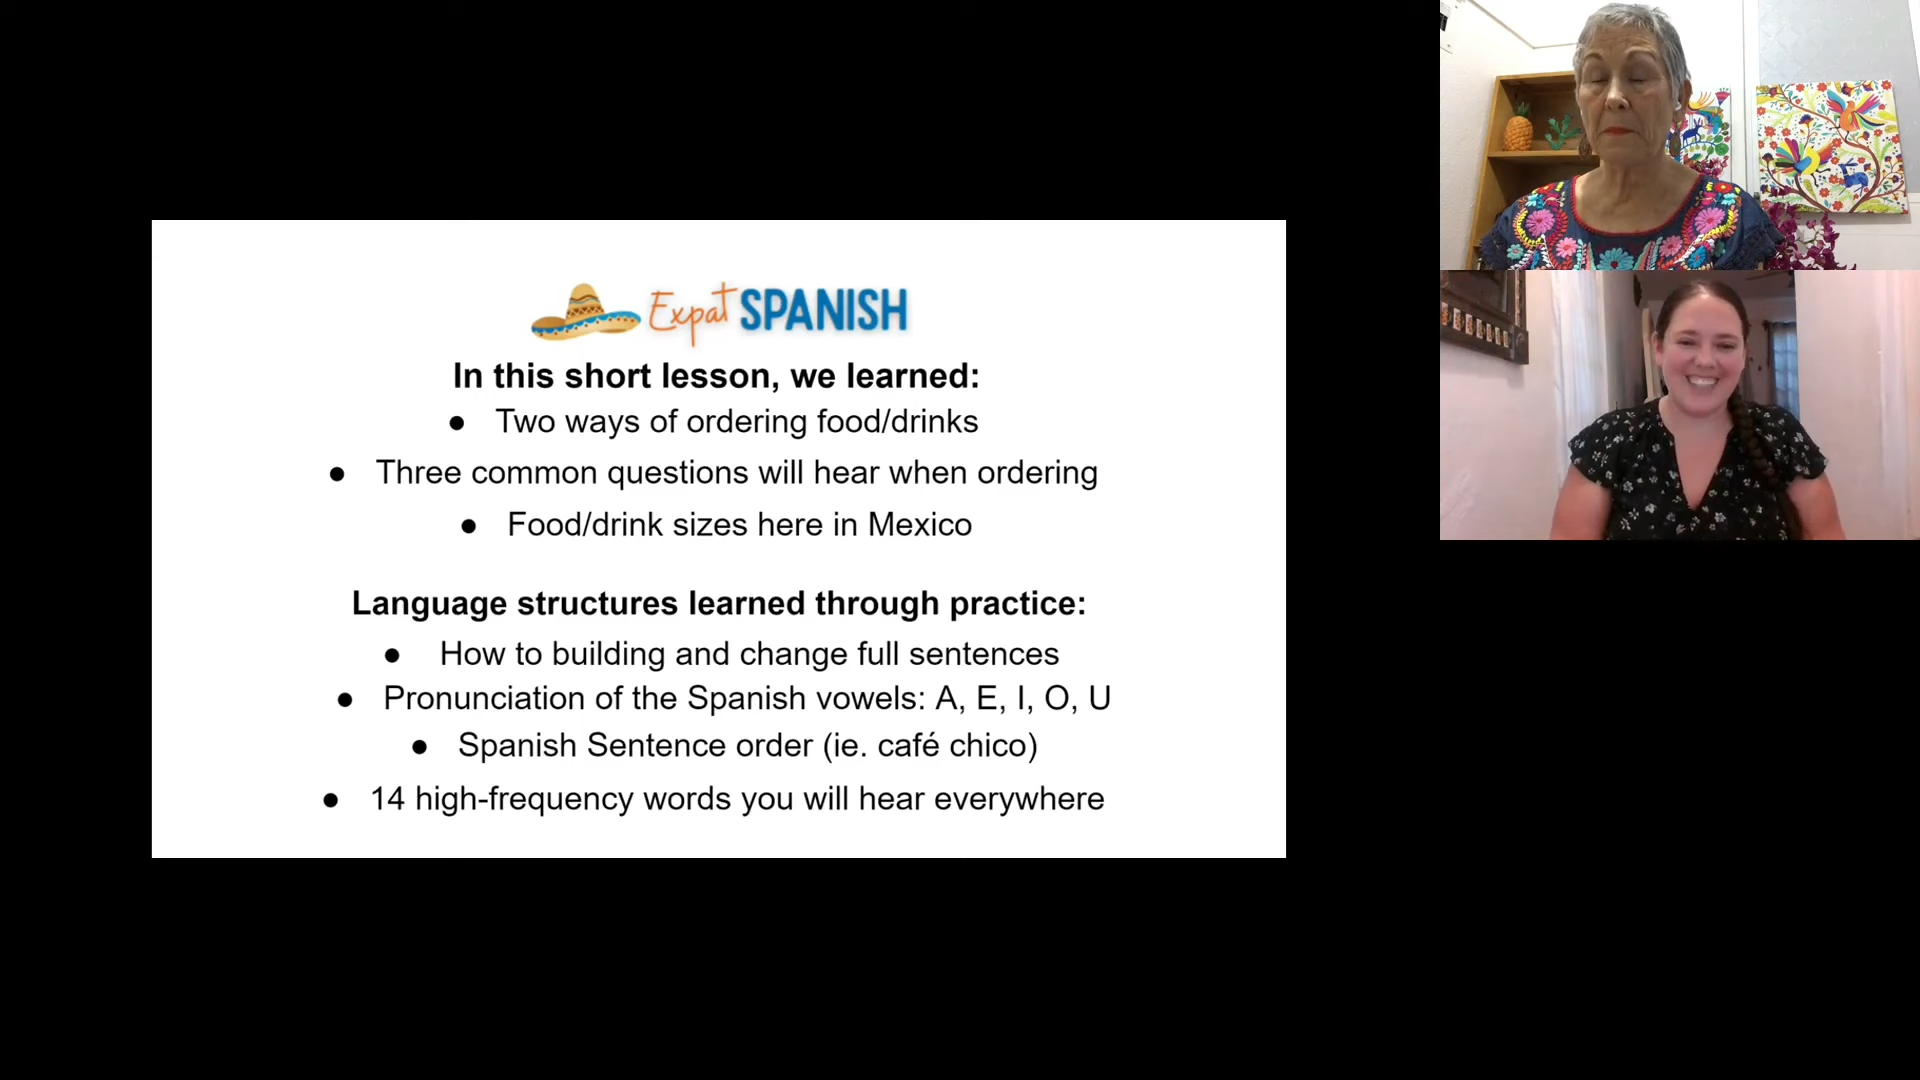 Expat SPANISH
In this short lesson, we learned:
● Two ways of ordering food/drinks
● Three common questions will hear when ordering
● Food/drink sizes here in Mexico
Language structures learned through practice:
● How to building and change full sentences
● Pronunciation of the Spanish vowels: A, E, I, O, U
● Spanish Sentence order (ie. café chico)
● 14 high-frequency words you will hear everywhere